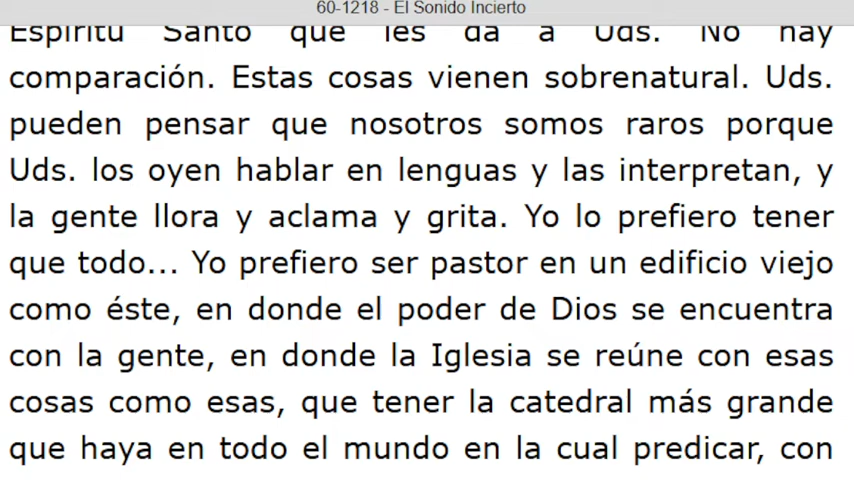 60-1218 - El Sonido Incierto
Espíritu Santo que les da a Uds. No hay
comparación. Estas cosas vienen sobrenatural. Uds.
pueden pensar que nosotros somos raros porque
Uds. los oyen hablar en lenguas y las interpretan, y
la gente llora y aclama y grita. Yo lo prefiero tener
que todo... Yo prefiero ser pastor en un edificio viejo
como éste, en donde el poder de Dios se encuentra
con la gente, en donde la Iglesia se reúne con esas
cosas como esas, que tener la catedral más grande
que haya en todo el mundo en la cual predicar, con